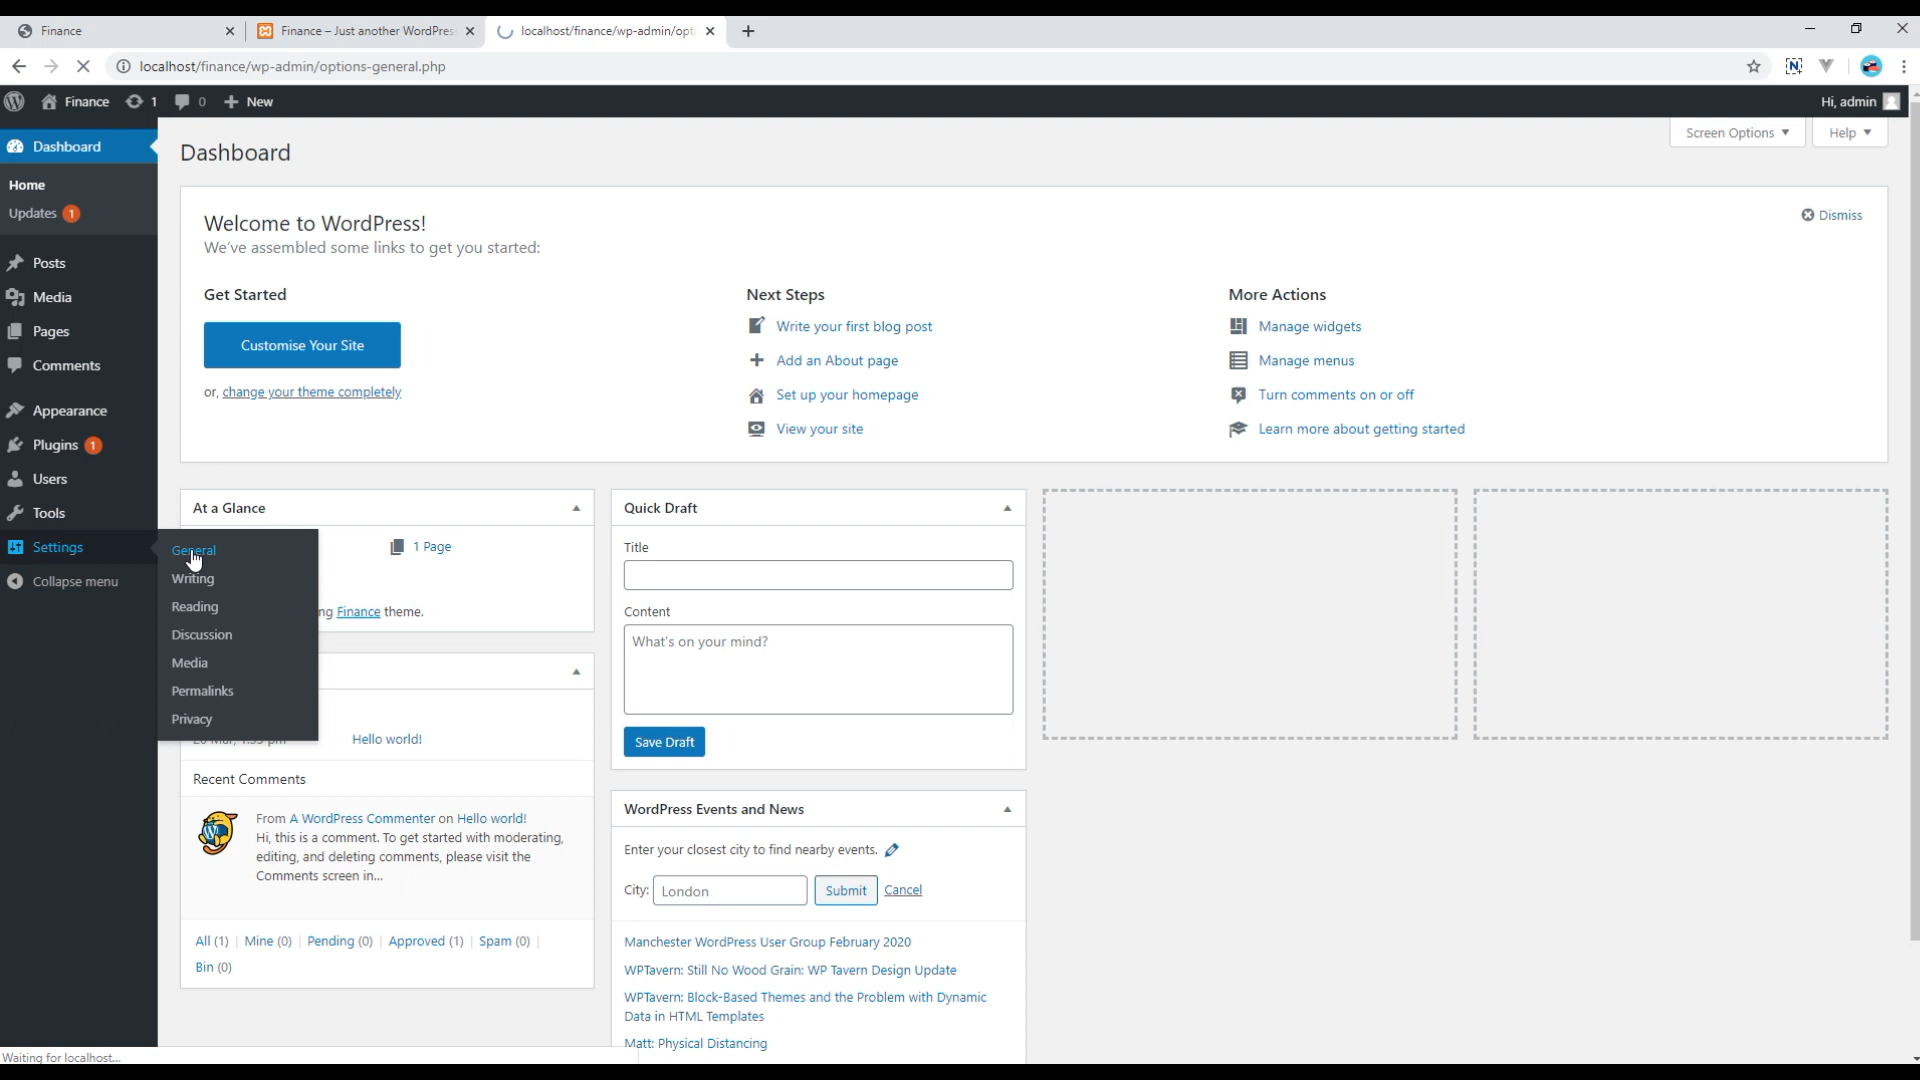 Finance
Finance – Just another WordPres
localhost/finance/wp-admin/opti
localhost/finance/wp-admin/options-general.php
Finance 1 0 New
Hi, admin
Dashboard
Home
Updates 1
Posts
Media
Pages
Comments
Appearance
Plugins 1
Users
Tools
Settings
Collapse menu
General
Writing
Reading
Discussion
Media
Permalinks
Privacy
Screen Options
Help
Dashboard
Welcome to WordPress!
We've assembled some links to get you started:
Dismiss
Get Started
Customise Your Site
or, change your theme completely
Next Steps
Write your first blog post
Add an About page
Set up your homepage
View your site
More Actions
Manage widgets
Manage menus
Turn comments on or off
Learn more about getting started
At a Glance
1 Page
ng Finance theme.
Hello world!
Recent Comments
From A WordPress Commenter on Hello world!
Hi, this is a comment. To get started with moderating,
editing, and deleting comments, please visit the
Comments screen in...
All (1) | Mine (0) | Pending (0) | Approved (1) | Spam (0) |
Bin (0)
Quick Draft
Title
Content
What's on your mind?
Save Draft
WordPress Events and News
Enter your closest city to find nearby events.
City: London Submit Cancel
Manchester WordPress User Group February 2020
WPTavern: Still No Wood Grain: WP Tavern Design Update
WPTavern: Block-Based Themes and the Problem with Dynamic
Data in HTML Templates
Matt: Physical Distancing
Waiting for localhost...